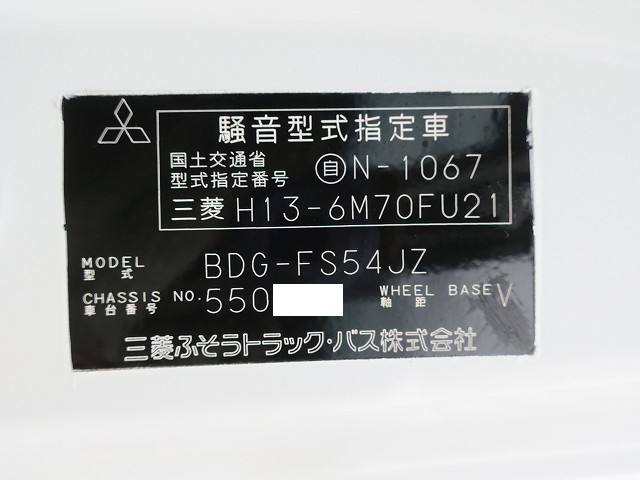 騒音型式指定車
国土交通省
型式指定番号 自N-1067
三菱 H13-6M70FU21
MODEL
型式 BDG-FS54JZ
CHASSIS NO. 550 WHEEL BASE V
車台番号 軸距
三菱ふそうトラック・バス株式会社